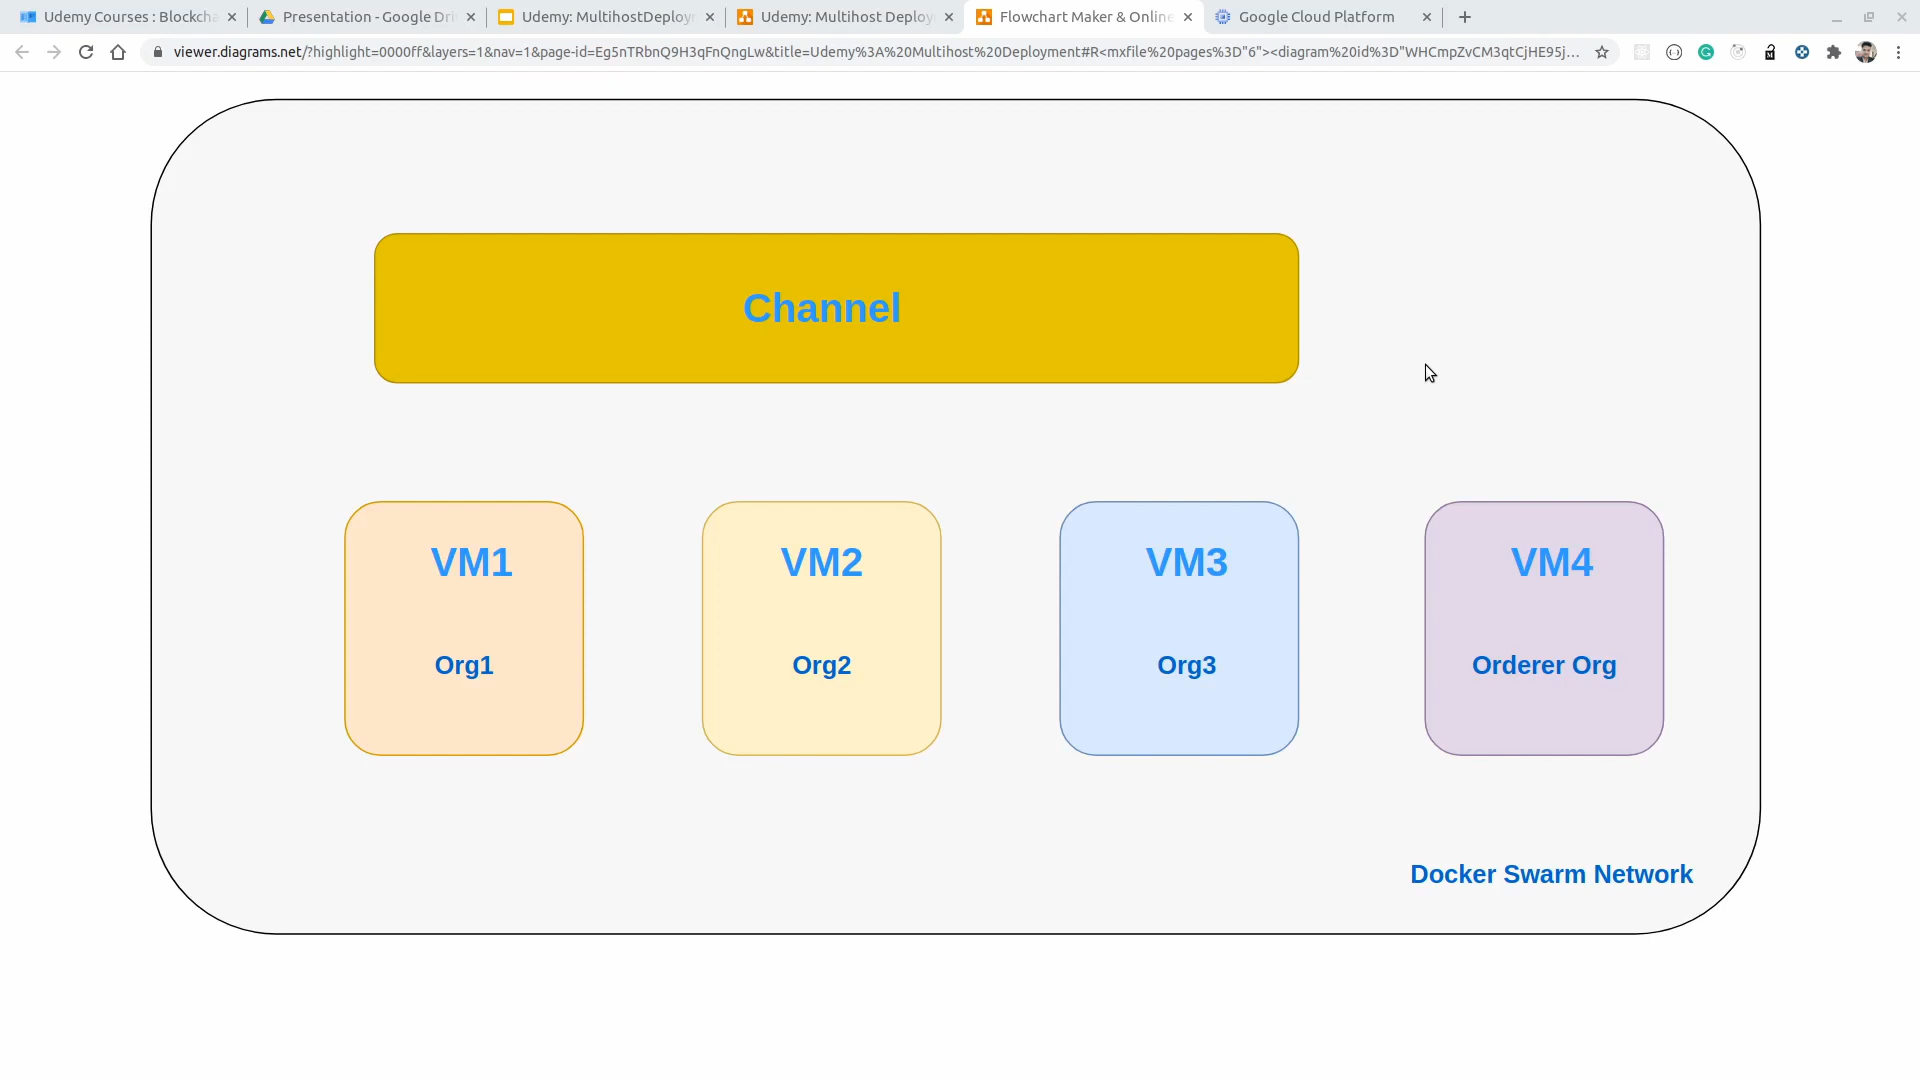 Udemy Courses : Blockcha
Presentation - Google Dri
Udemy: MultihostDeploy
Udemy: Multihost Deploy
Flowchart Maker & Online
Google Cloud Platform
viewer.diagrams.net/?highlight=0000ff&layers=1&nav=1&page-id=Eg5nTRbnQ9H3qFnQngLw&title=Udemy%3A%20Multihost%20Deployment#R<mxfile%20pages%3D"6"><diagram%20id%3D"WHCmpZvCM3qtCjHE95j...
Channel
VM1
VM2
VM3
VM4
Org1
Org2
Org3
Orderer Org
Docker Swarm Network